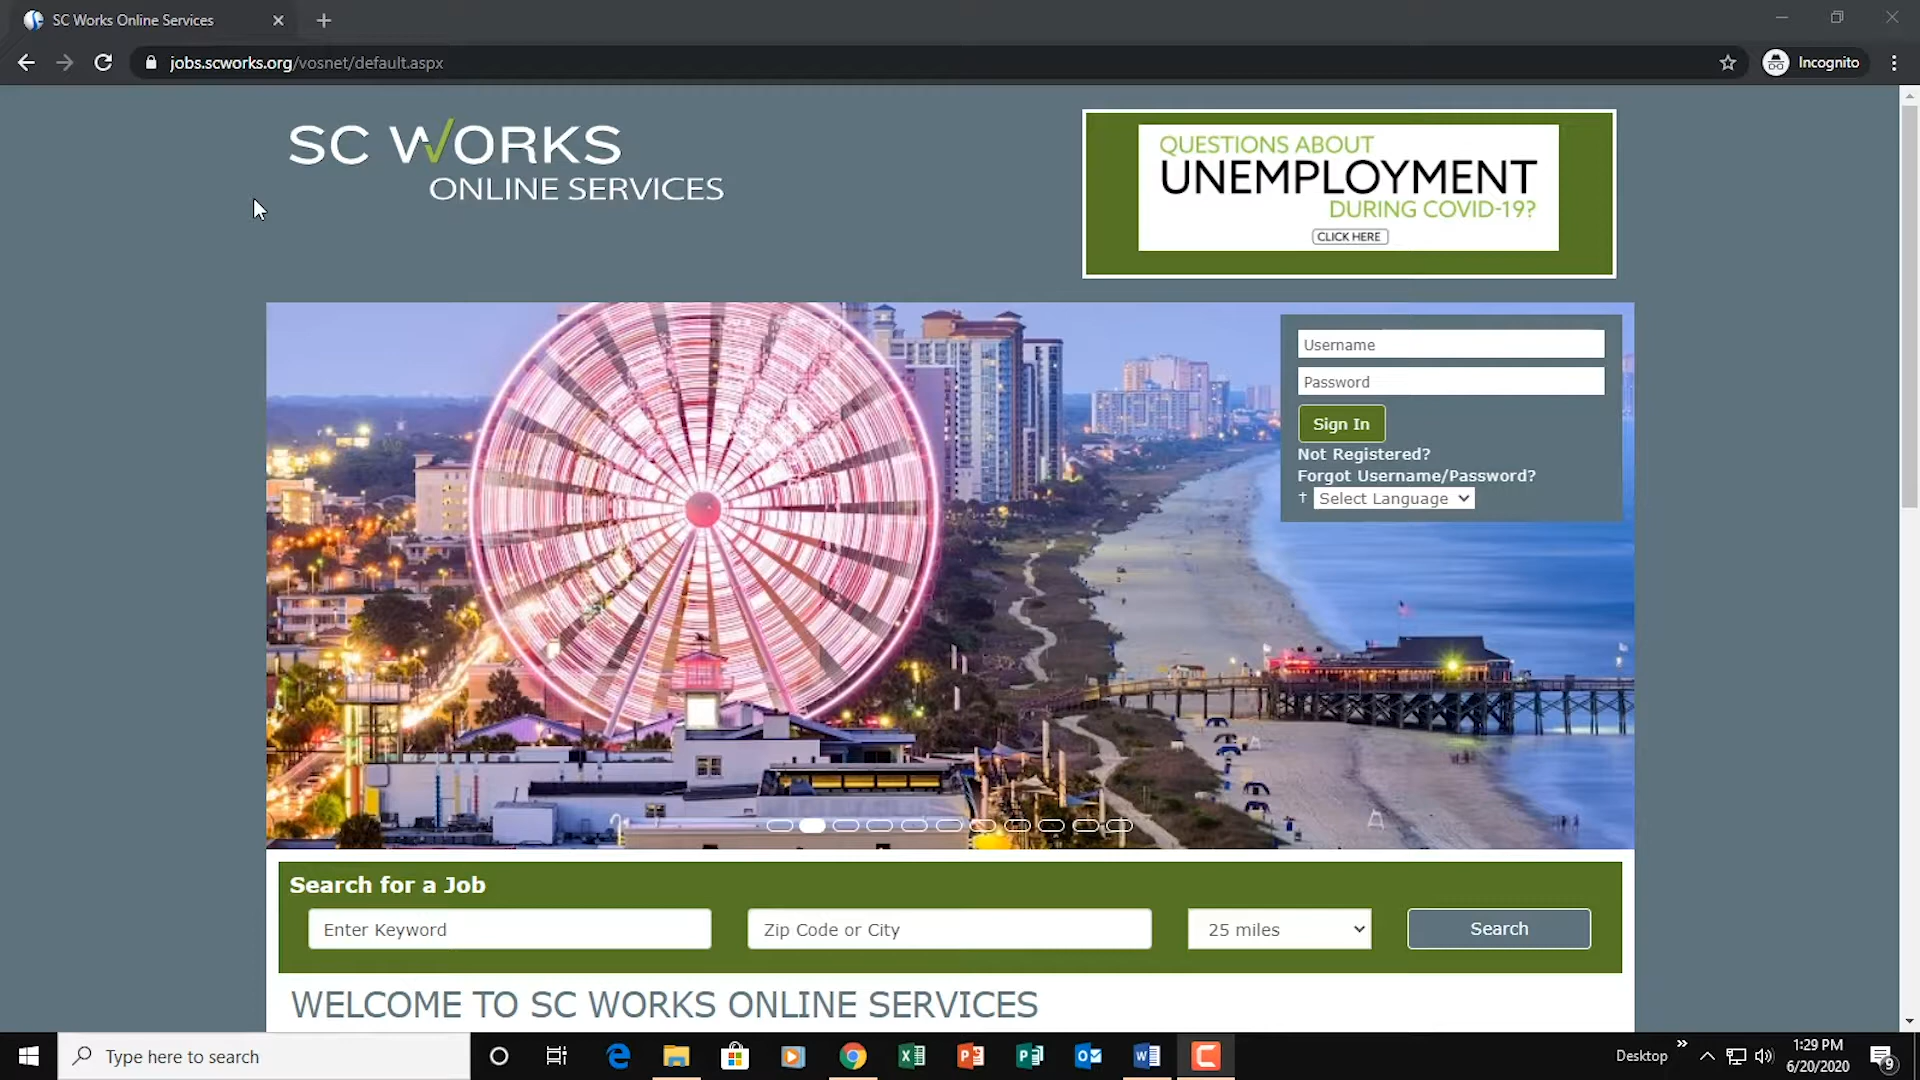 SC Works Online Services
jobs.scworks.org/vosnet/default.aspx
Incognito
SC WORKS
ONLINE SERVICES
QUESTIONS ABOUT
UNEMPLOYMENT
DURING COVID-19?
CLICK HERE
Username
Password
Sign In
Not Registered?
Forgot Username/Password?
† Select Language
Search for a Job
Enter Keyword
Zip Code or City
25 miles
Search
WELCOME TO SC WORKS ONLINE SERVICES
Type here to search
Desktop
1:29 PM
6/20/2020
9